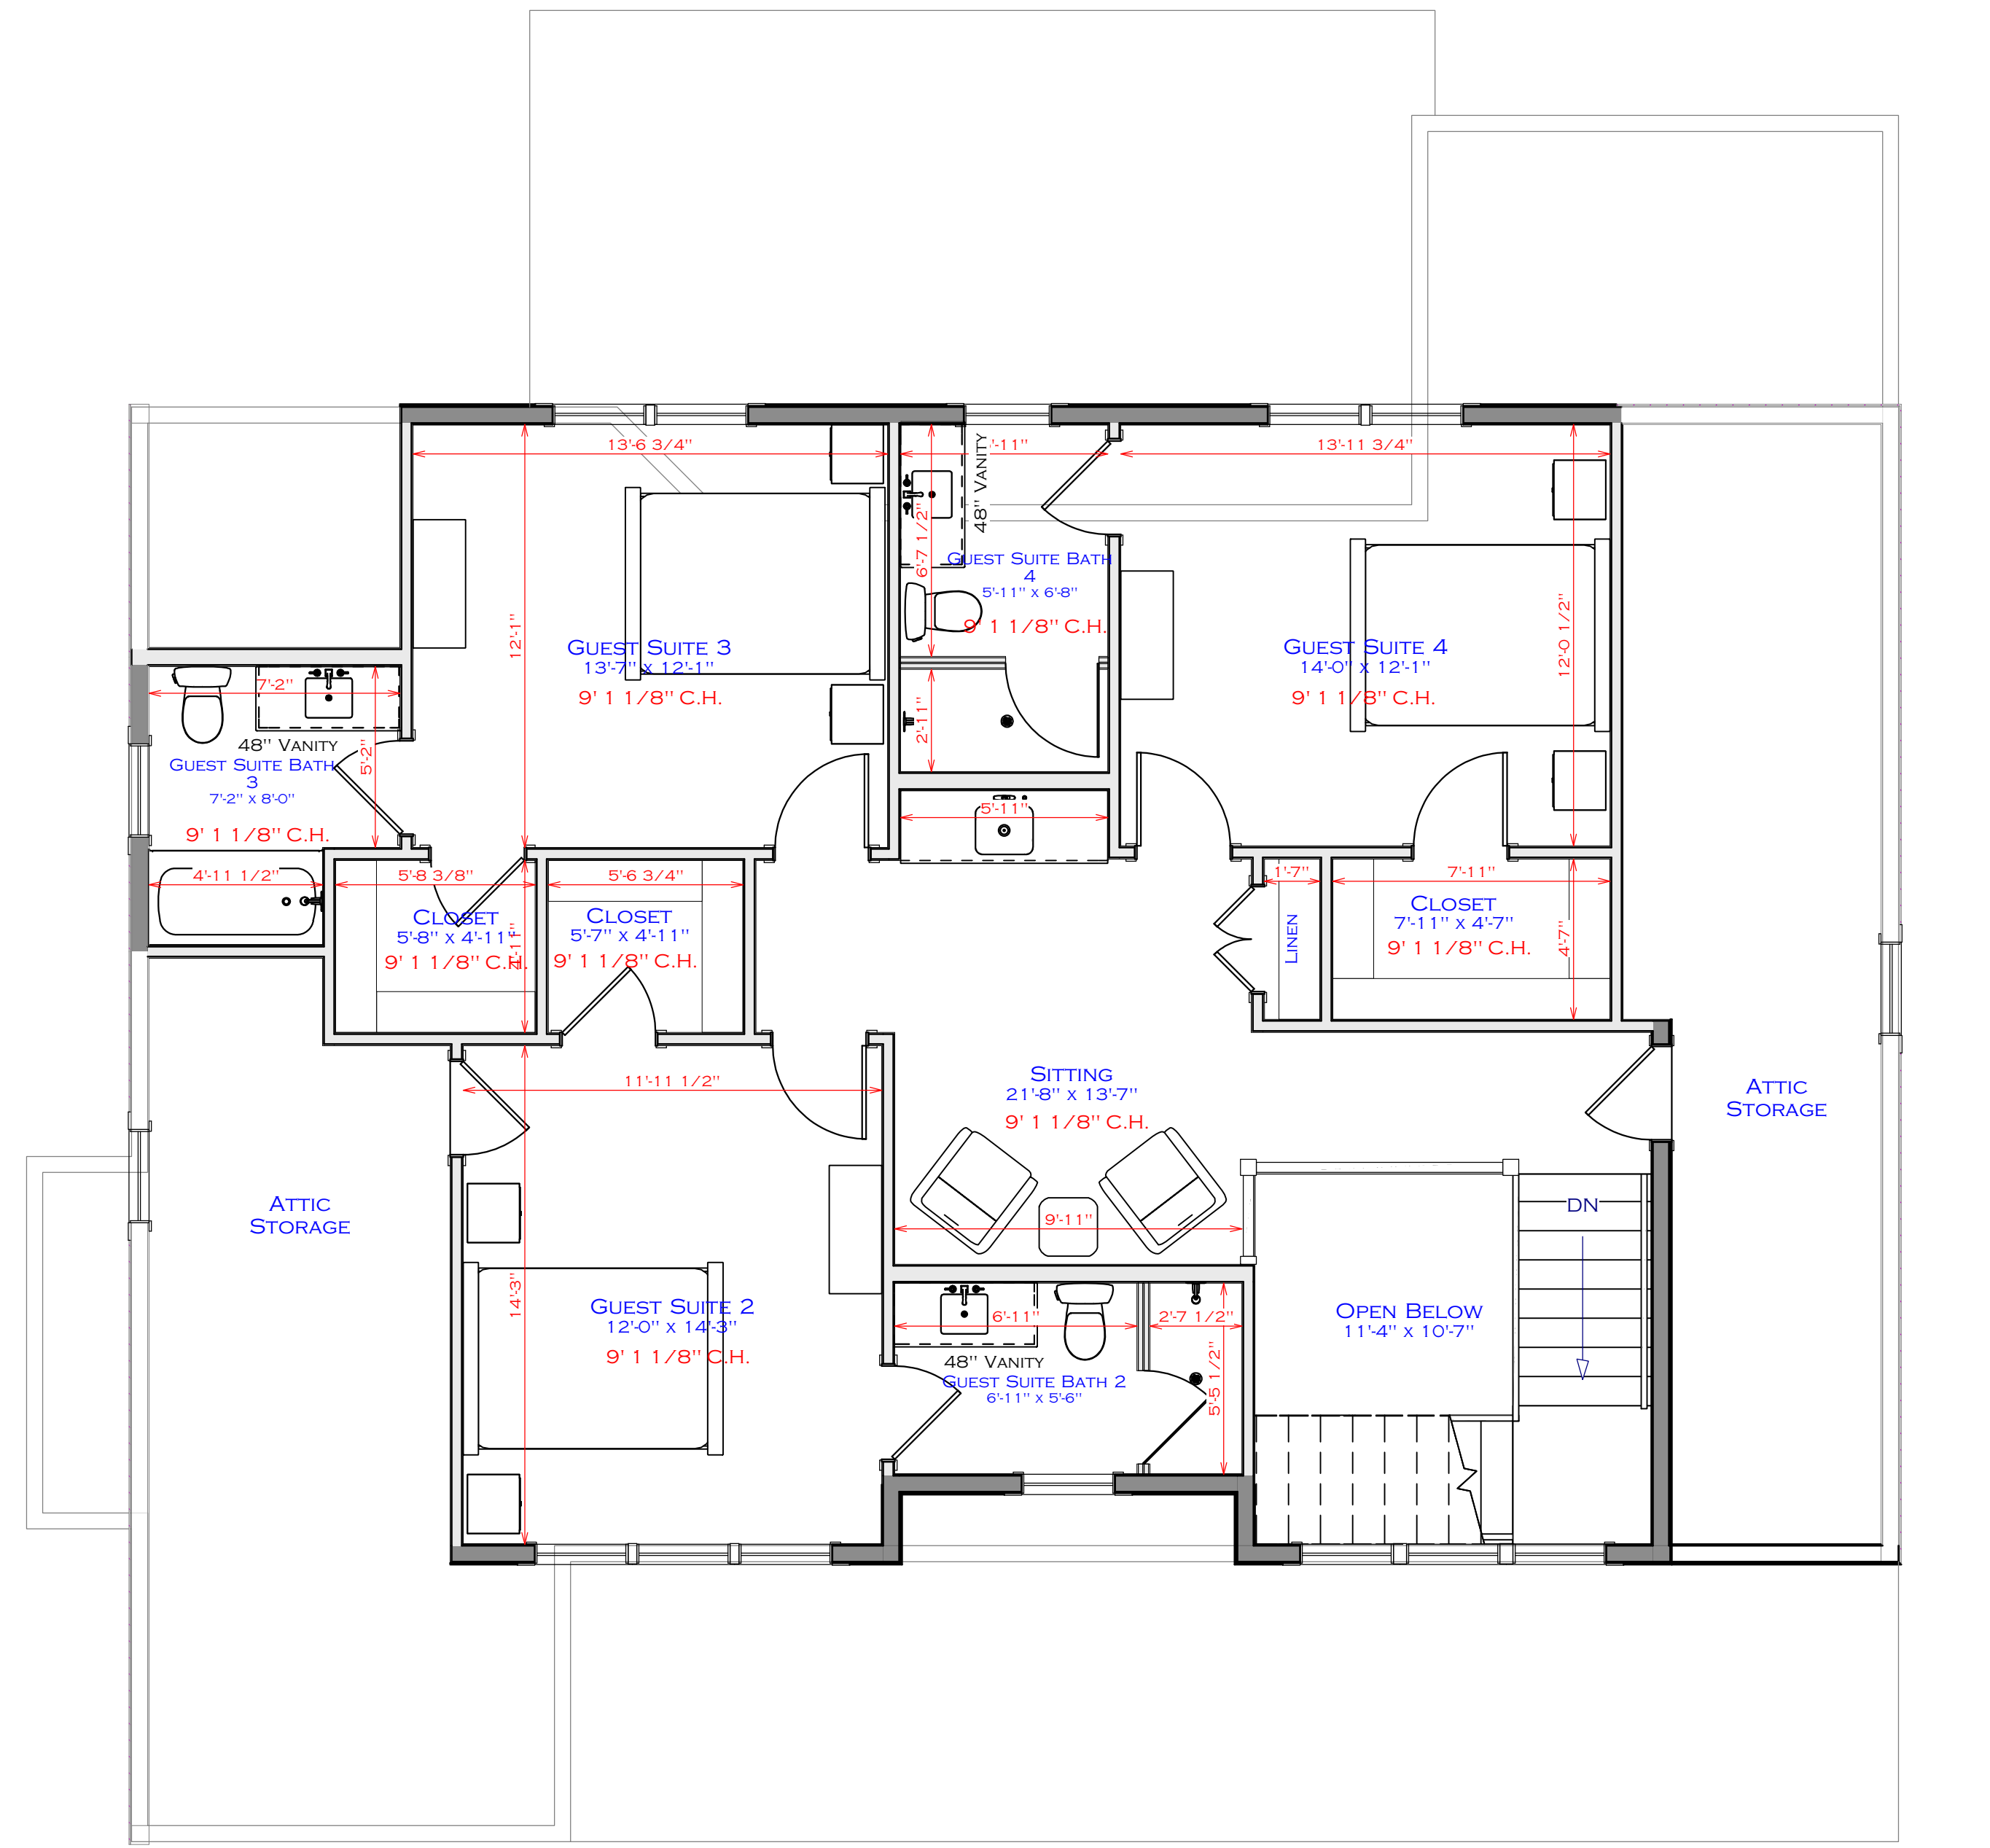 13'-6 3/4"
'-11"
13'-11 3/4"
48" Vanity
6'-7 1/2"
Guest Suite Bath
4
5'-11" x 6'-8"
9' 1 1/8" C.H.
12'-1"
Guest Suite 3
13'-7" x 12'-1"
9' 1 1/8" C.H.
Guest Suite 4
14'-0" x 12'-1"
9' 1 1/8" C.H.
12'-0 1/2"
7'-2"
48" Vanity
5'-2"
Guest Suite Bath
3
7'-2" x 8'-0"
9' 1 1/8" C.H.
2'-11"
5'-11"
4'-11 1/2"
5'-8 3/8"
5'-6 3/4"
1'-7"
7'-11"
Closet
5'-8" x 4'-11"
9' 1 1/8" C.H.
4'-11"
Closet
5'-7" x 4'-11"
9' 1 1/8" C.H.
Linen
Closet
7'-11" x 4'-7"
9' 1 1/8" C.H.
4'-7"
11'-11 1/2"
Sitting
21'-8" x 13'-7"
9' 1 1/8" C.H.
Attic
Storage
Attic
Storage
9'-11"
DN
14'-3"
Guest Suite 2
12'-0" x 14'-3"
9' 1 1/8" C.H.
6'-11"
2'-7 1/2"
48" Vanity
Guest Suite Bath 2
6'-11" x 5'-6"
5'-5 1/2"
Open Below
11'-4" x 10'-7"